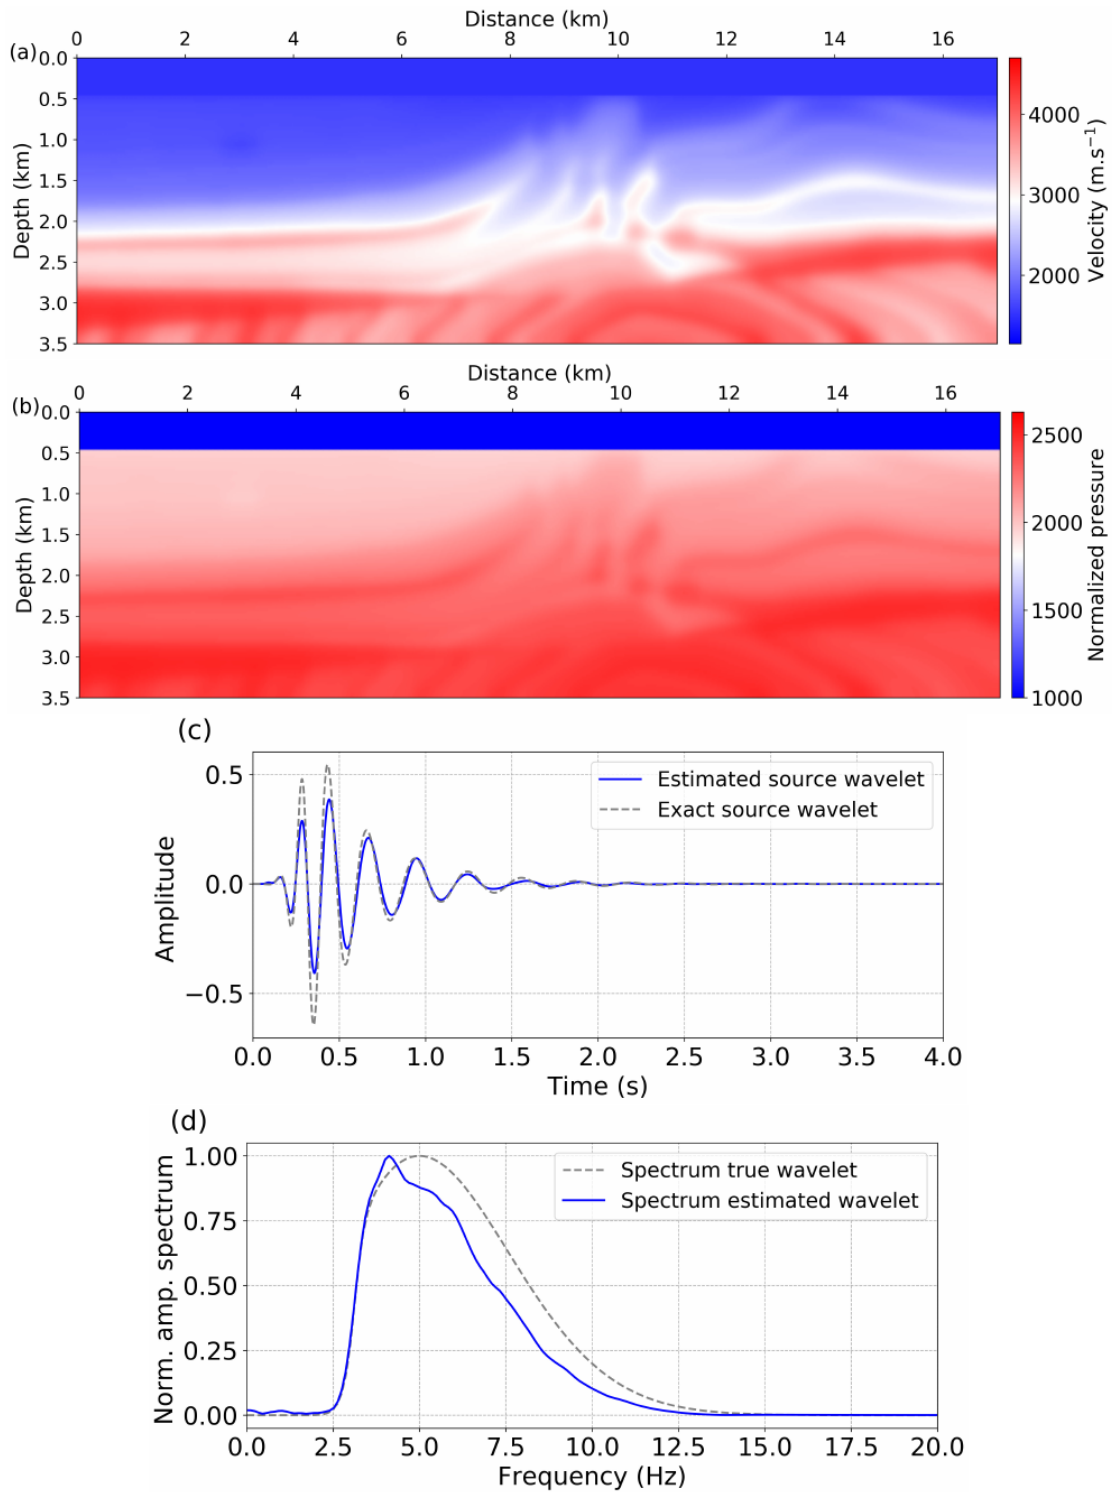 Distance (km)
0 2 4 6 8 10 12 14 16
(a)
0.0
0.5
1.0
1.5
2.0
2.5
3.0
3.5
Depth (km)
4000
3000
2000
Velocity (m.s⁻¹)
Distance (km)
0 2 4 6 8 10 12 14 16
(b)
0.0
0.5
1.0
1.5
2.0
2.5
3.0
3.5
Depth (km)
2500
2000
1500
1000
Normalized pressure
(c)
0.5
0.0
−0.5
Amplitude
Estimated source wavelet
Exact source wavelet
0.0 0.5 1.0 1.5 2.0 2.5 3.0 3.5 4.0
Time (s)
(d)
1.00
0.75
0.50
0.25
0.00
Norm. amp. spectrum
Spectrum true wavelet
Spectrum estimated wavelet
0.0 2.5 5.0 7.5 10.0 12.5 15.0 17.5 20.0
Frequency (Hz)